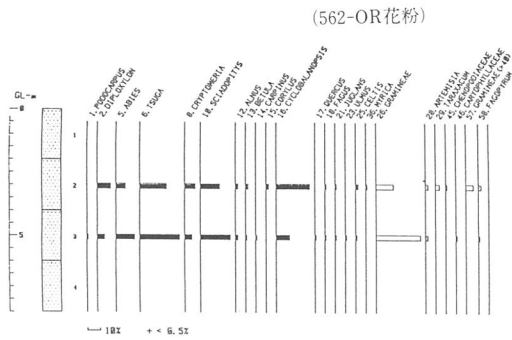 (562-OR花粉)
GL-m
1. PODOCARPUS
2. DIPLOXYLON
5. ABIES
6. TSUGA
8. CRYPTOMERIA
10. SCIADOPITYS
12. ALNUS
13. BETULA
14. CARPINUS
15. CORYLUS
16. CYCLOBALANOPSIS
17. QUERCUS
18. FAGUS
21. JUGLANS
23. ULMUS
25. CELTIS
36. MYRICA
26. GRAMINEAE
28. ARTEMISIA
29. TARAXACUM
45. CHENOPODIACEAE
46. CARYOPHYLLACEAE
57. GRAMINEAE (>40)
58. FAGOPYRUM
0
1
2
5
3
4
10% + < 0.5%